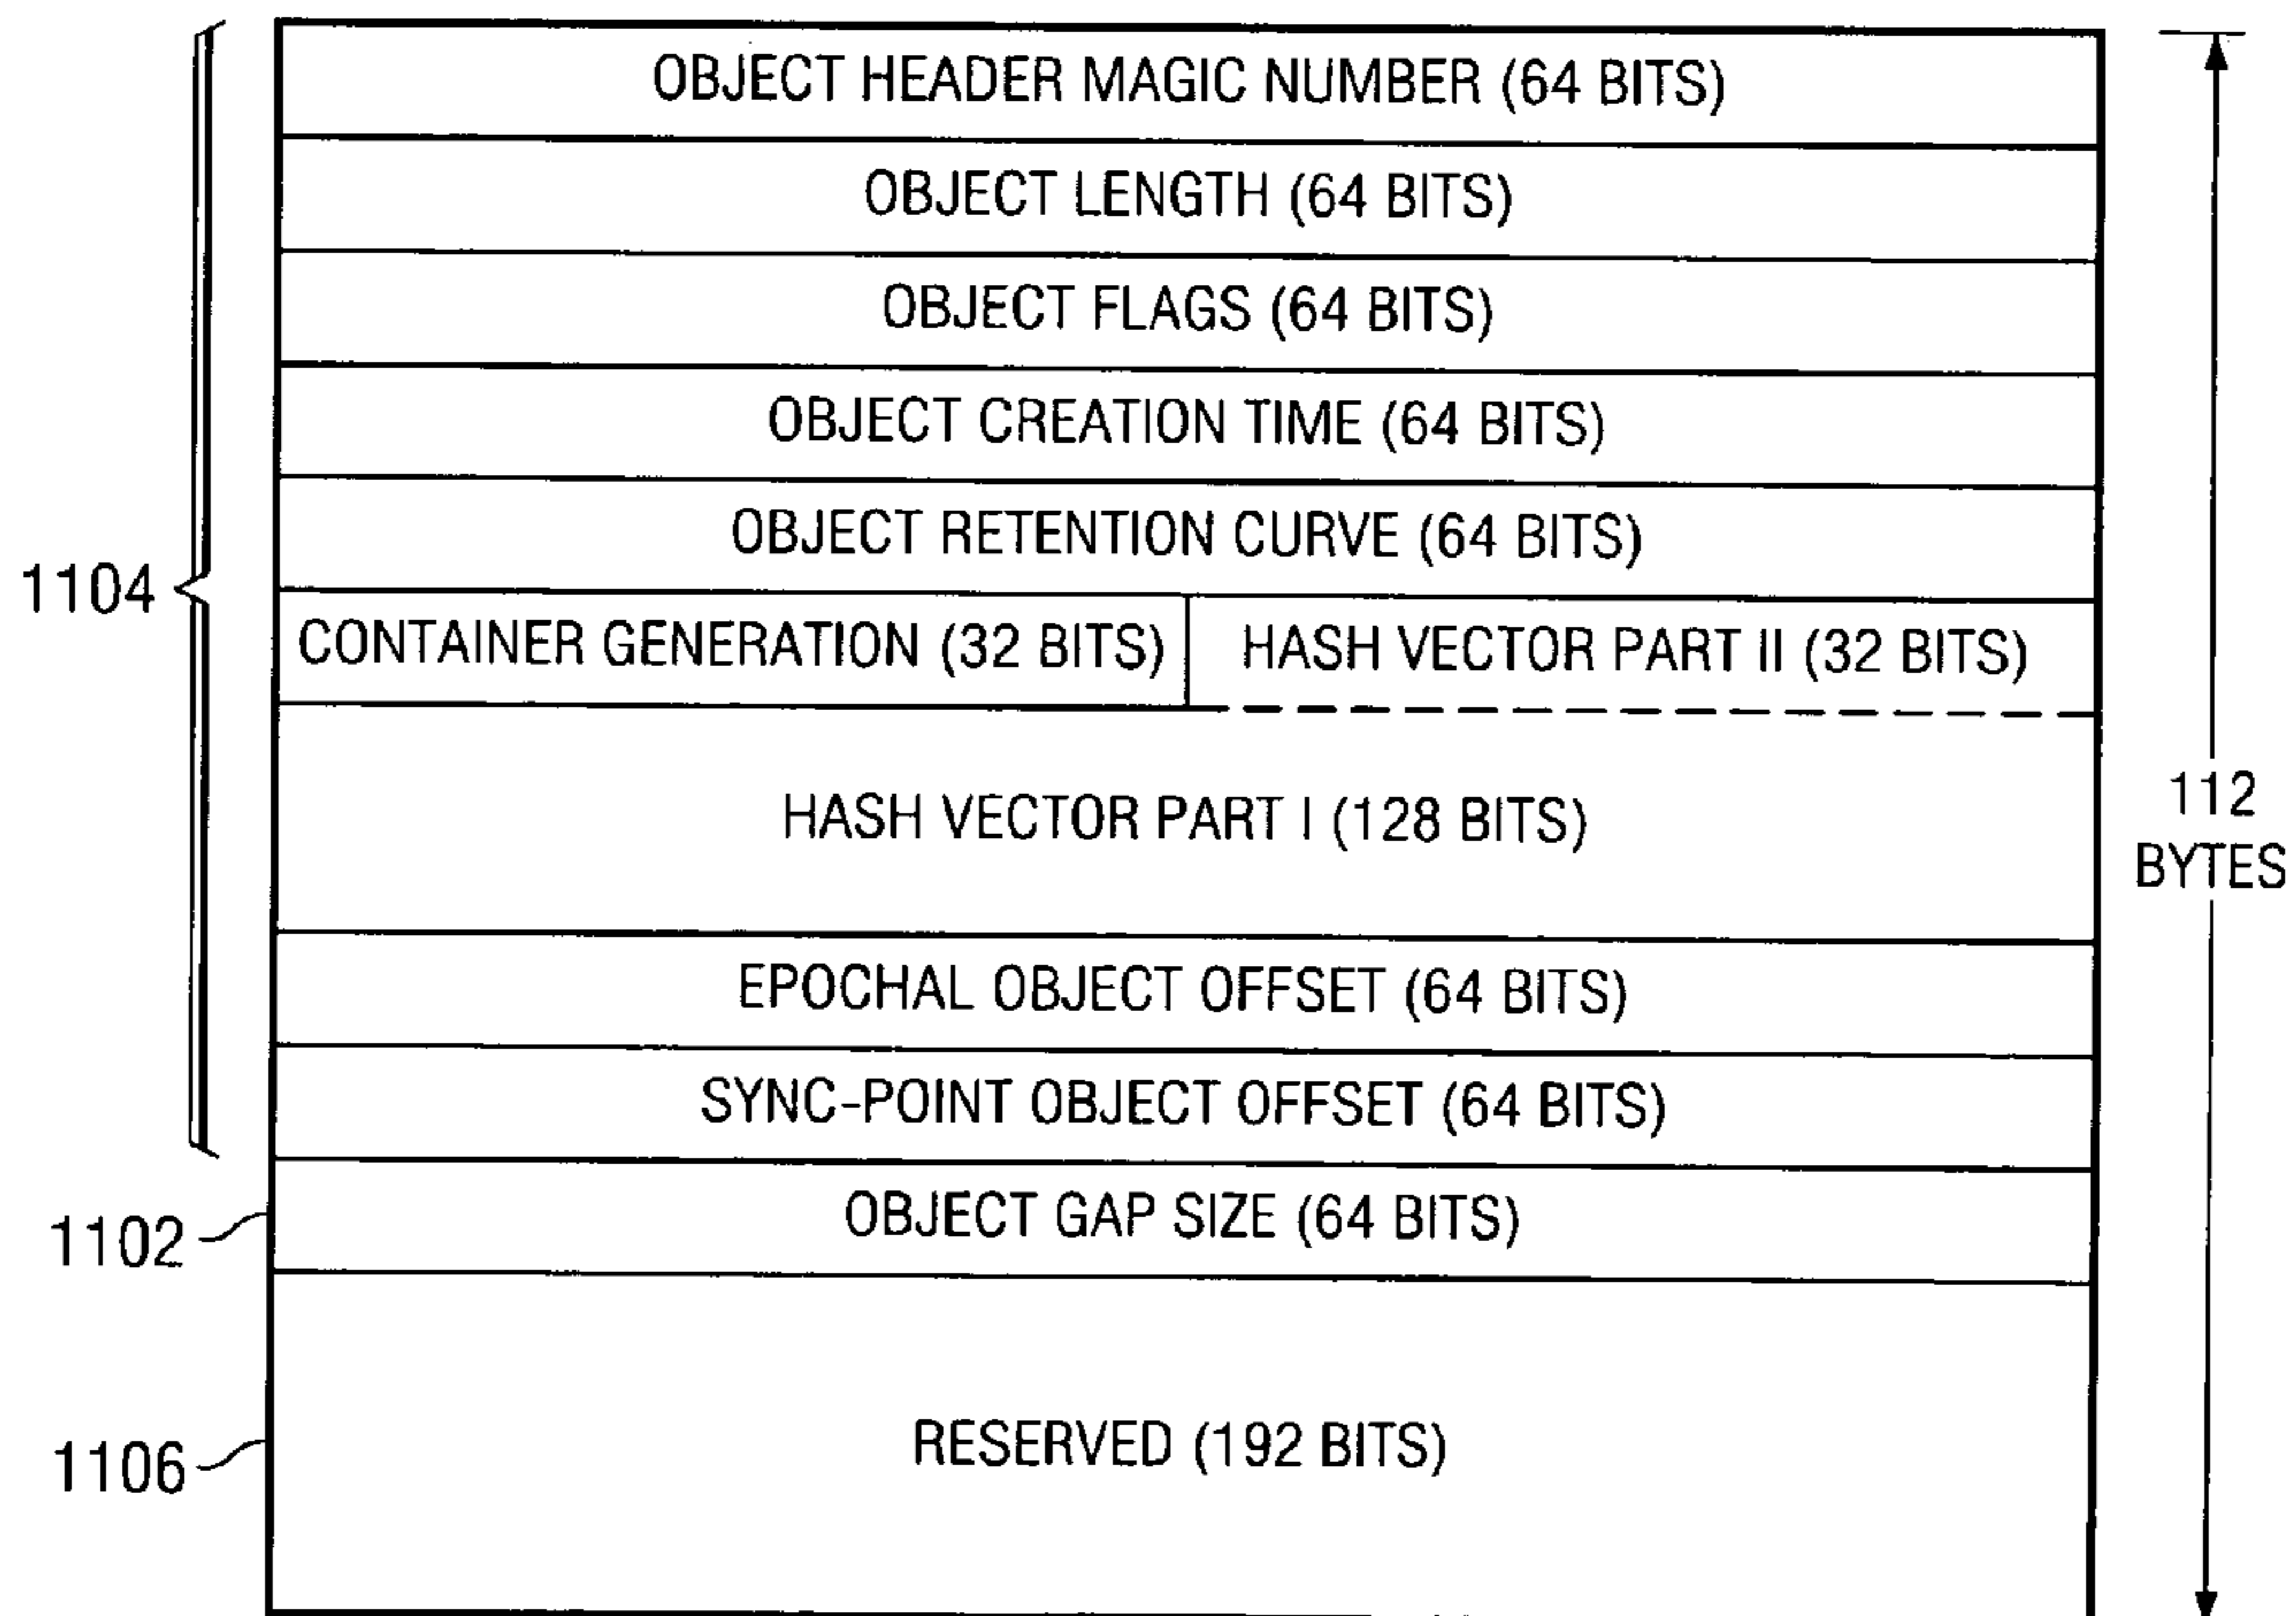 OBJECT HEADER MAGIC NUMBER (64 BITS)
OBJECT LENGTH (64 BITS)
OBJECT FLAGS (64 BITS)
OBJECT CREATION TIME (64 BITS)
OBJECT RETENTION CURVE (64 BITS)
1104
CONTAINER GENERATION (32 BITS)
HASH VECTOR PART II (32 BITS)
HASH VECTOR PART I (128 BITS)
112
BYTES
EPOCHAL OBJECT OFFSET (64 BITS)
SYNC-POINT OBJECT OFFSET (64 BITS)
OBJECT GAP SIZE (64 BITS)
1102
RESERVED (192 BITS)
1106